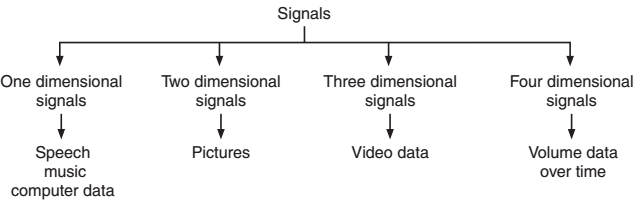 Signals
One dimensional
signals
Two dimensional
signals
Three dimensional
signals
Four dimensional
signals
Speech
music
computer data
Pictures
Video data
Volume data
over time